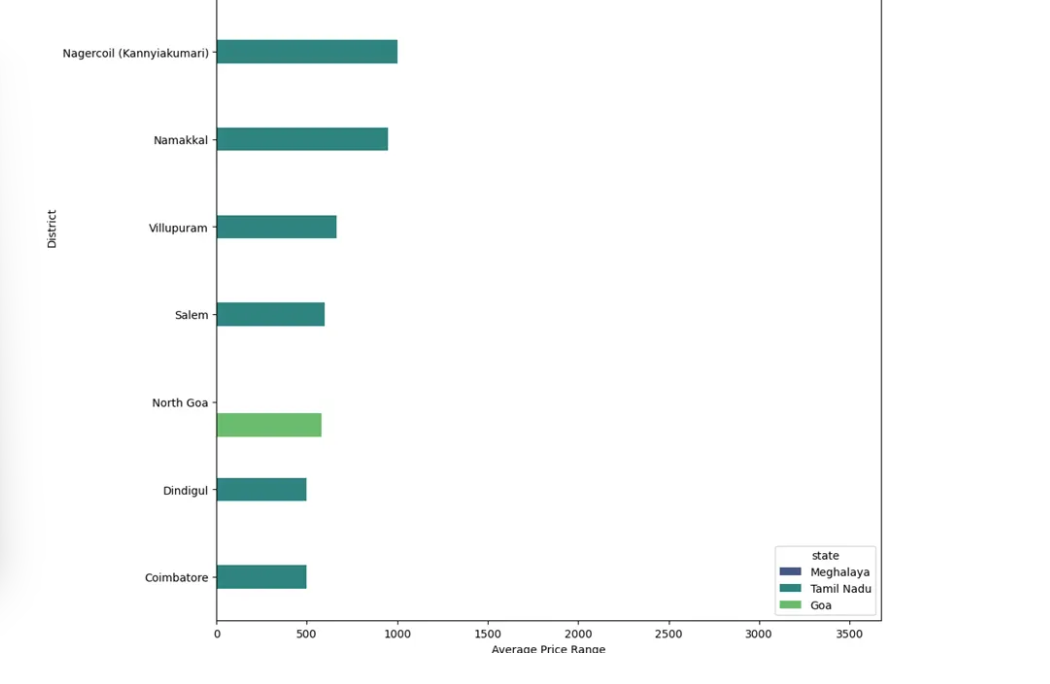 Nagercoil (Kannyiakumari)
Namakkal
District
Villupuram
Salem
North Goa
Dindigul
Coimbatore
state
Meghalaya
Tamil Nadu
Goa
0 500 1000 1500 2000 2500 3000 3500
Average Price Range